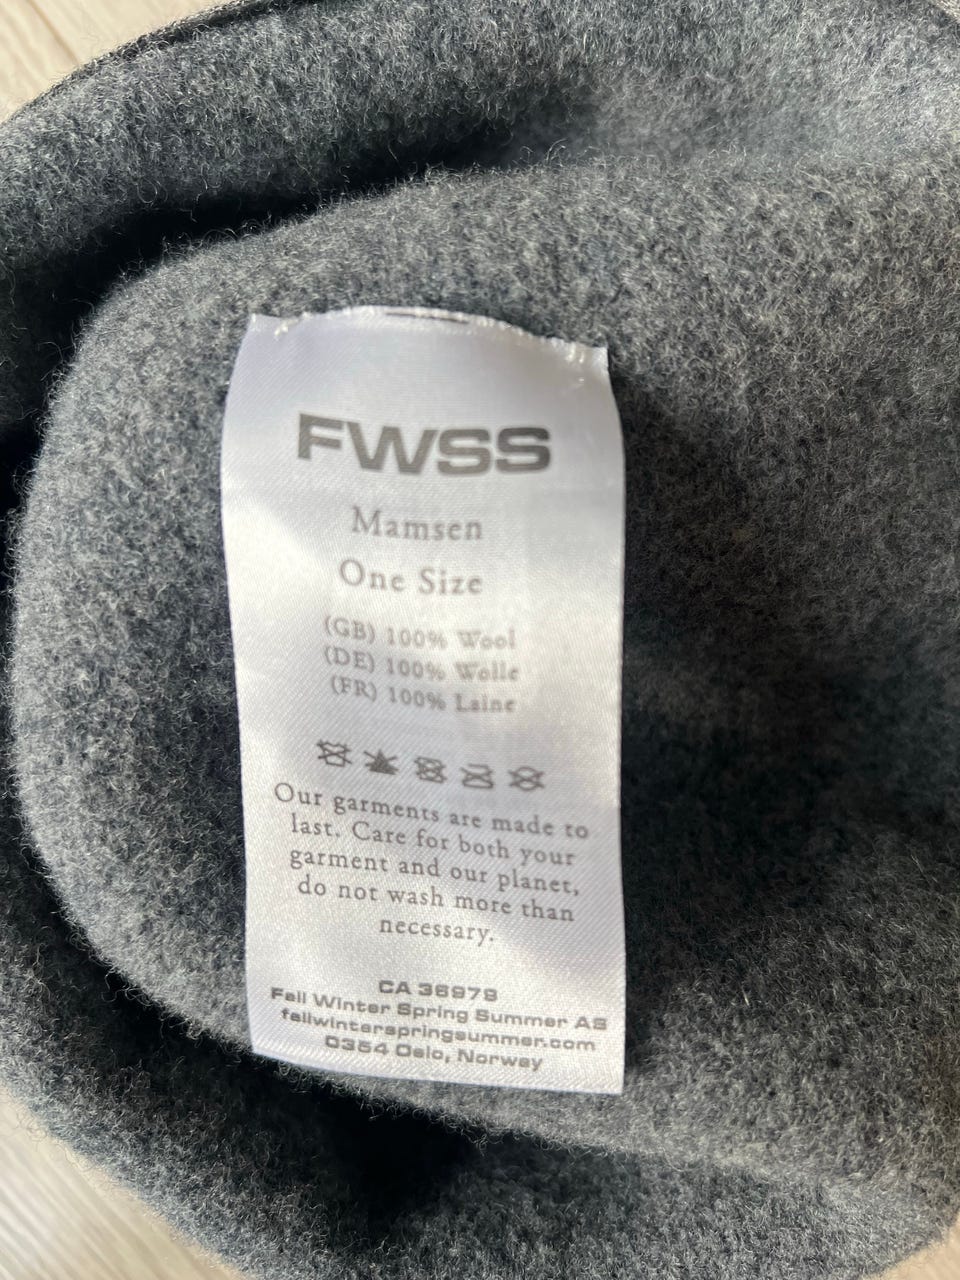 FWSS
Mamsen
One Size
(GB) 100% Wool
(DE) 100% Wolle
(FR) 100% Laine
Our garments are made to
last. Care for both your
garment and our planet,
do not wash more than
necessary.
CA 36979
Fall Winter Spring Summer AS
fallwinterspringsummer.com
0354 Oslo, Norway